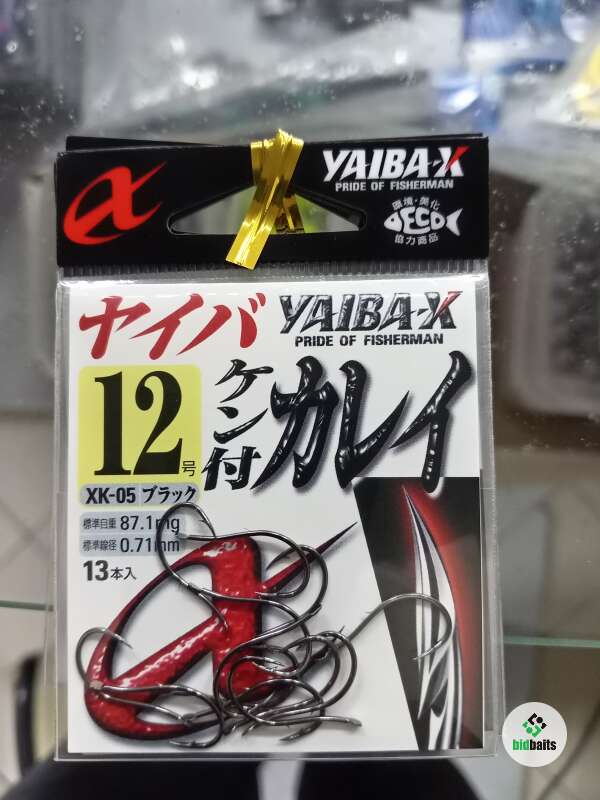 YAIBA-X
PRIDE OF FISHERMAN
環境・美化
ECO
協力商品
ヤイバ
YAIBA-X
PRIDE OF FISHERMAN
12号
ケン付
カレイ
XK-05 ブラック
標準自重 87.1mg
標準線径 0.71mm
13本入
bidbaits